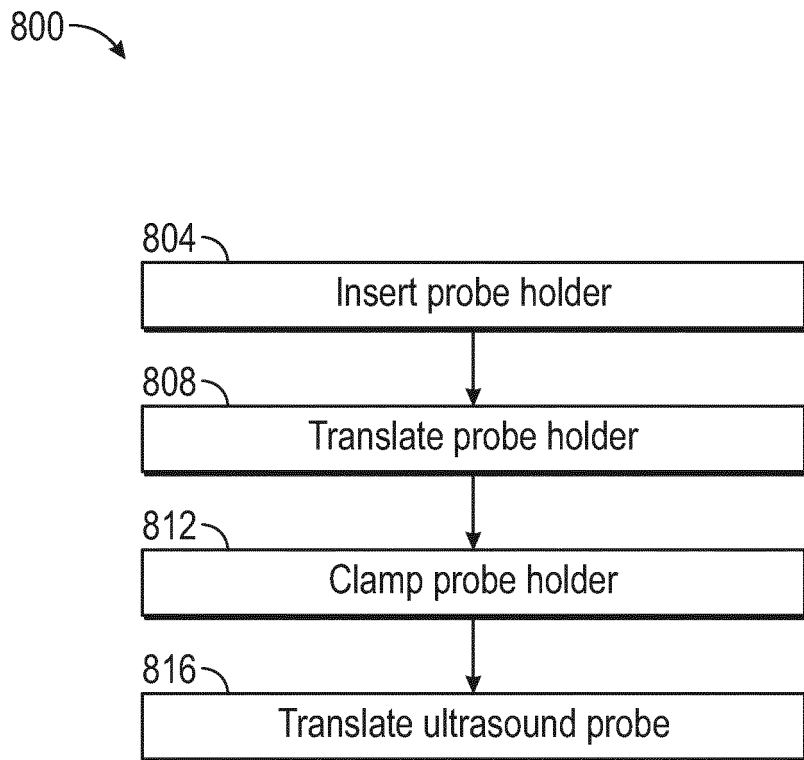 800
804
Insert probe holder
808
Translate probe holder
812
Clamp probe holder
816
Translate ultrasound probe